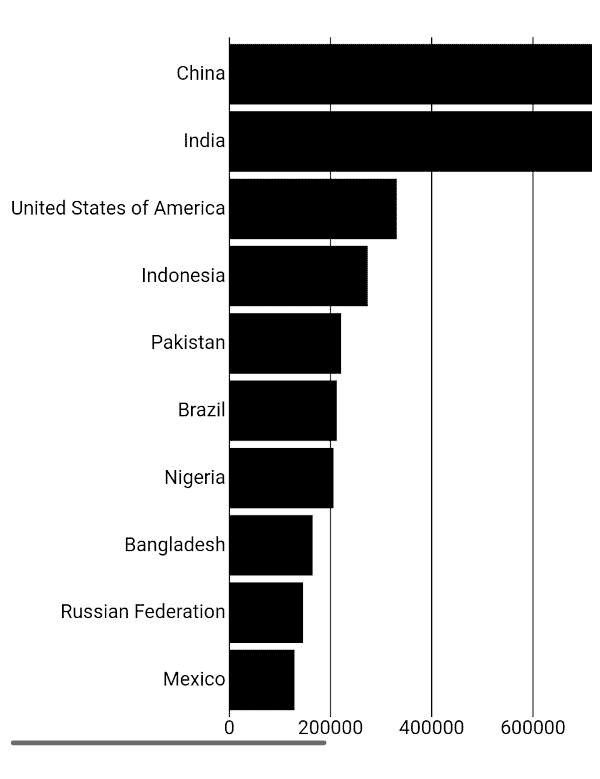 China
India
United States of America
Indonesia
Pakistan
Brazil
Nigeria
Bangladesh
Russian Federation
Mexico
0 200000 400000 600000